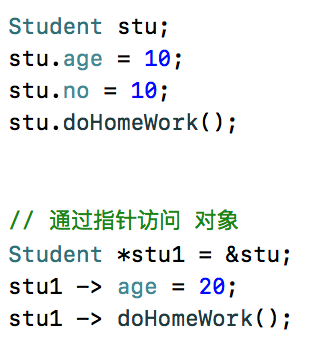 Student stu;
stu.age = 10;
stu.no = 10;
stu.doHomeWork();
// 通过指针访问 对象
Student *stu1 = &stu;
stu1 -> age = 20;
stu1 -> doHomeWork();